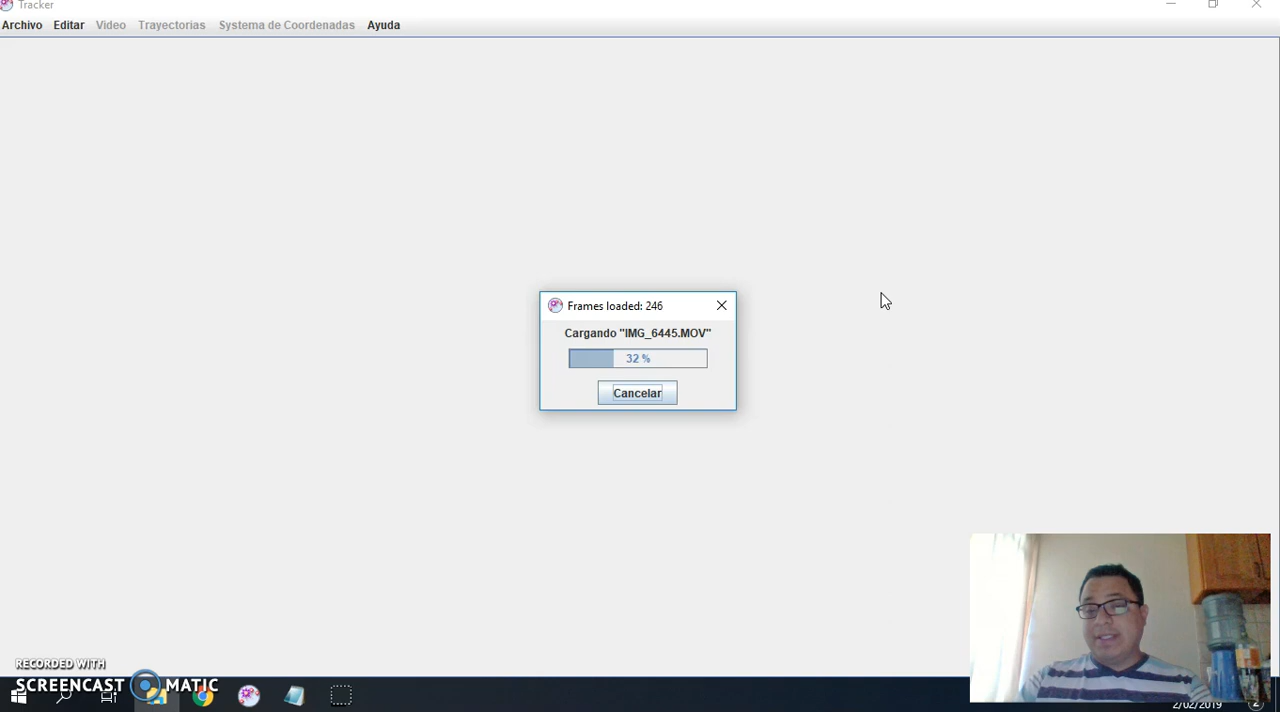 Tracker
Archivo Editar Video Trayectorias Systema de Coordenadas Ayuda
Frames loaded: 246
Cargando "IMG_6445.MOV"
32 %
Cancelar
RECORDED WITH
SCREENCAST MATIC
2/02/2019 2